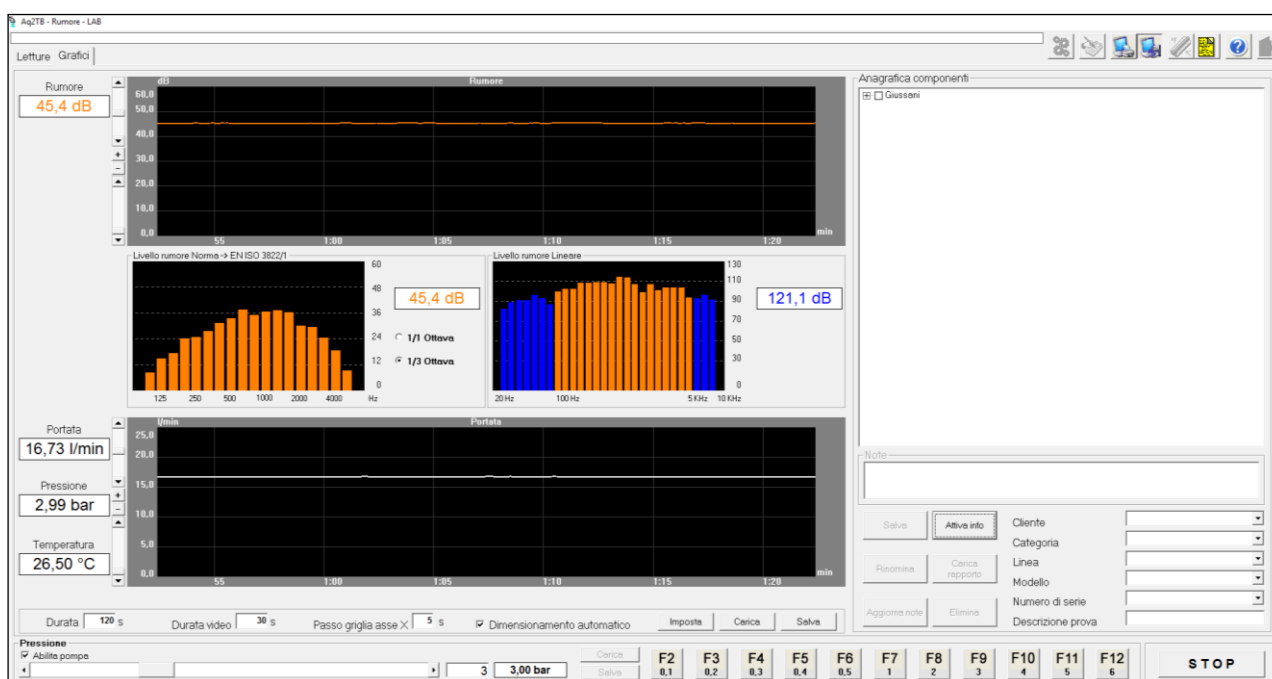 Aq2TB - Rumore - LAB
Letture Grafici
Rumore
45,4 dB
dB Rumore
60,0
50,0
40,0
30,0
20,0
10,0
0,0
min
55 1:00 1:05 1:10 1:15 1:20
Livello rumore Norma -> EN ISO 3822/1
60
48
36
24
12
0
125 250 500 1000 2000 4000 Hz
45,4 dB
1/1 Ottava
1/3 Ottava
Livello rumore Lineare
130
110
90
70
50
30
0
20 Hz 100 Hz 5 KHz 10 KHz
121,1 dB
Portata
16,73 l/min
Pressione
2,99 bar
Temperatura
26,50 °C
l/min Portata
25,0
20,0
15,0
10,0
5,0
0,0
min
55 1:00 1:05 1:10 1:15 1:20
Durata 120 s Durata video 30 s Passo griglia asse X 5 s Dimensionamento automatico Imposta Carica Salva
Anagrafica componenti
Giussani
Note
Salva Attiva info
Rinomina Carica rapporto
Aggiorna note Elimina
Cliente
Categoria
Linea
Modello
Numero di serie
Descrizione prova
Pressione
Abilita pompa
3 3,00 bar
Carica
Salva
F2 F3 F4 F5 F6 F7 F8 F9 F10 F11 F12
0,1 0,2 0,3 0,4 0,5 1 2 3 4 5 6
STOP